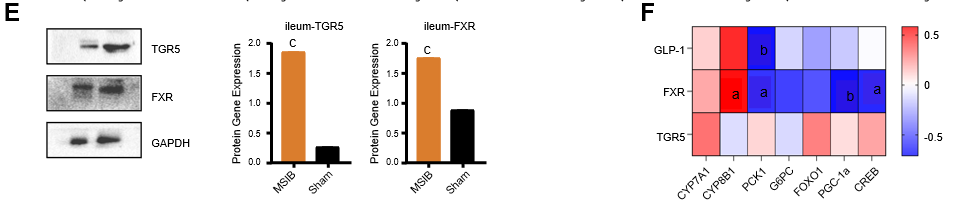 E
TGR5
FXR
GAPDH
ileum-TGR5
Protein Gene Expression
2.0
1.5
1.0
0.5
0.0
C
MSIB
Sham
ileum-FXR
Protein Gene Expression
2.0
1.5
1.0
0.5
0.0
C
MSIB
Sham
F
GLP-1
FXR
TGR5
b
a
a
b
a
CYP7A1
CYP8B1
PCK1
G6PC
FOXO1
PGC-1a
CREB
0.5
0
-0.5